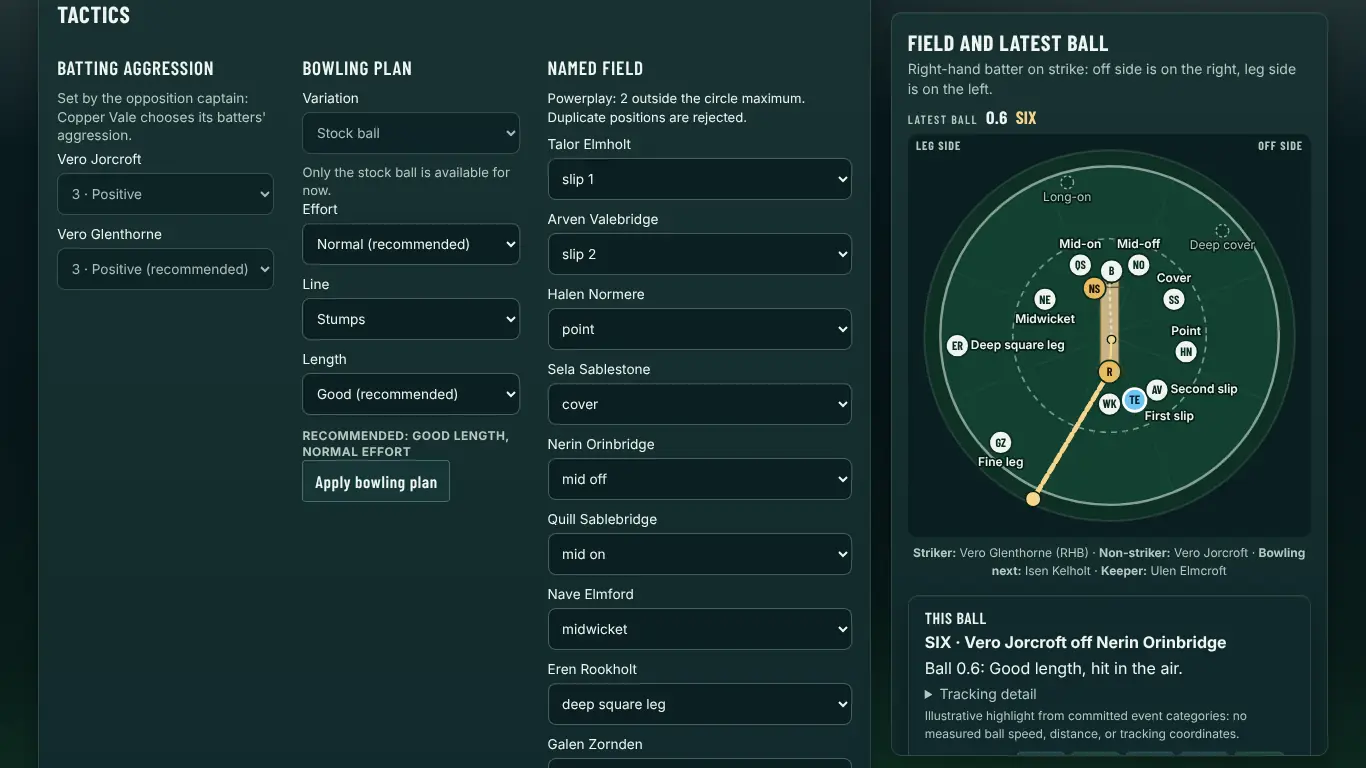 TACTICS
BATTING AGGRESSION
Set by the opposition captain:
Copper Vale chooses its batters'
aggression.
Vero Jorcroft
3 · Positive
Vero Glenthorne
3 · Positive (recommended)
BOWLING PLAN
Variation
Stock ball
Only the stock ball is available for
now.
Effort
Normal (recommended)
Line
Stumps
Length
Good (recommended)
RECOMMENDED: GOOD LENGTH,
NORMAL EFFORT
Apply bowling plan
NAMED FIELD
Powerplay: 2 outside the circle maximum.
Duplicate positions are rejected.
Talor Elmholt
slip 1
Arven Valebridge
slip 2
Halen Normere
point
Sela Sablestone
cover
Nerin Orinbridge
mid off
Quill Sablebridge
mid on
Nave Elmford
midwicket
Eren Rookholt
deep square leg
Galen Zornden
FIELD AND LATEST BALL
Right-hand batter on strike: off side is on the right, leg side
is on the left.
LATEST BALL 0.6 SIX
LEG SIDE
OFF SIDE
Long-on
Deep cover
Mid-on
Mid-off
QS
B
NO
Cover
NS
NE
SS
Midwicket
Point
ER
Deep square leg
HN
R
AV
Second slip
WK
TE
First slip
GZ
Fine leg
Striker: Vero Glenthorne (RHB) · Non-striker: Vero Jorcroft · Bowling
next: Isen Kelholt · Keeper: Ulen Elmcroft
THIS BALL
SIX · Vero Jorcroft off Nerin Orinbridge
Ball 0.6: Good length, hit in the air.
Tracking detail
Illustrative highlight from committed event categories: no
measured ball speed, distance, or tracking coordinates.